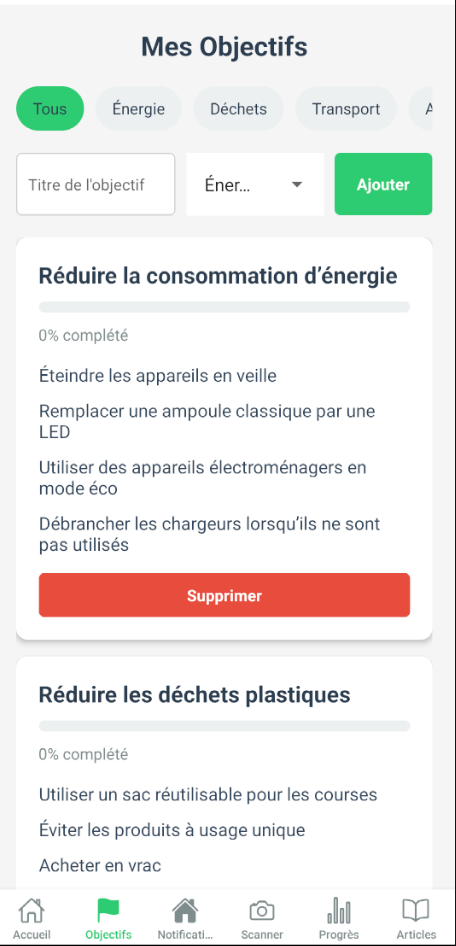 Mes Objectifs
Tous
Énergie
Déchets
Transport
A
Titre de l'objectif
Éner...
Ajouter
Réduire la consommation d’énergie
0% complété
Éteindre les appareils en veille
Remplacer une ampoule classique par une
LED
Utiliser des appareils électroménagers en
mode éco
Débrancher les chargeurs lorsqu’ils ne sont
pas utilisés
Supprimer
Réduire les déchets plastiques
0% complété
Utiliser un sac réutilisable pour les courses
Éviter les produits à usage unique
Acheter en vrac
Accueil
Objectifs
Notificati...
Scanner
Progrès
Articles